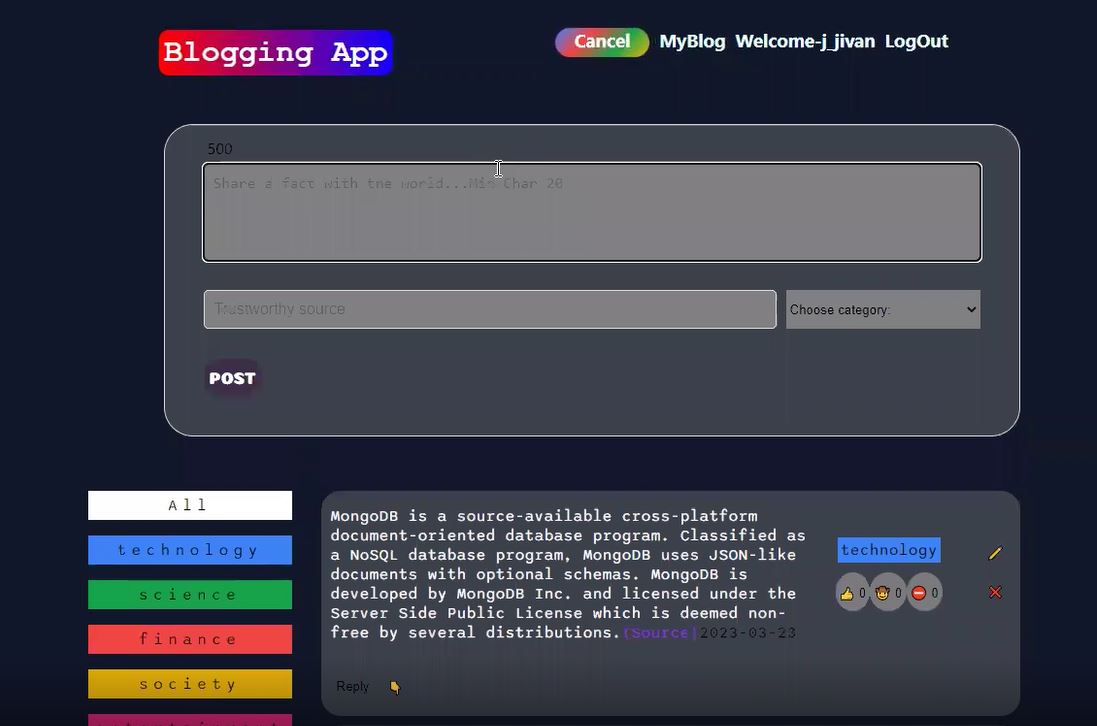 Blogging App
Cancel MyBlog Welcome-j_jivan LogOut
500
Share a fact with the world...Min Char 20
Trustworthy source
Choose category:
POST
All
technology
science
finance
society
MongoDB is a source-available cross-platform
document-oriented database program. Classified as
a NoSQL database program, MongoDB uses JSON-like
documents with optional schemas. MongoDB is
developed by MongoDB Inc. and licensed under the
Server Side Public License which is deemed non-
free by several distributions.(Source)2023-03-23
technology
👍 0 🤠 0 ⛔ 0
Reply